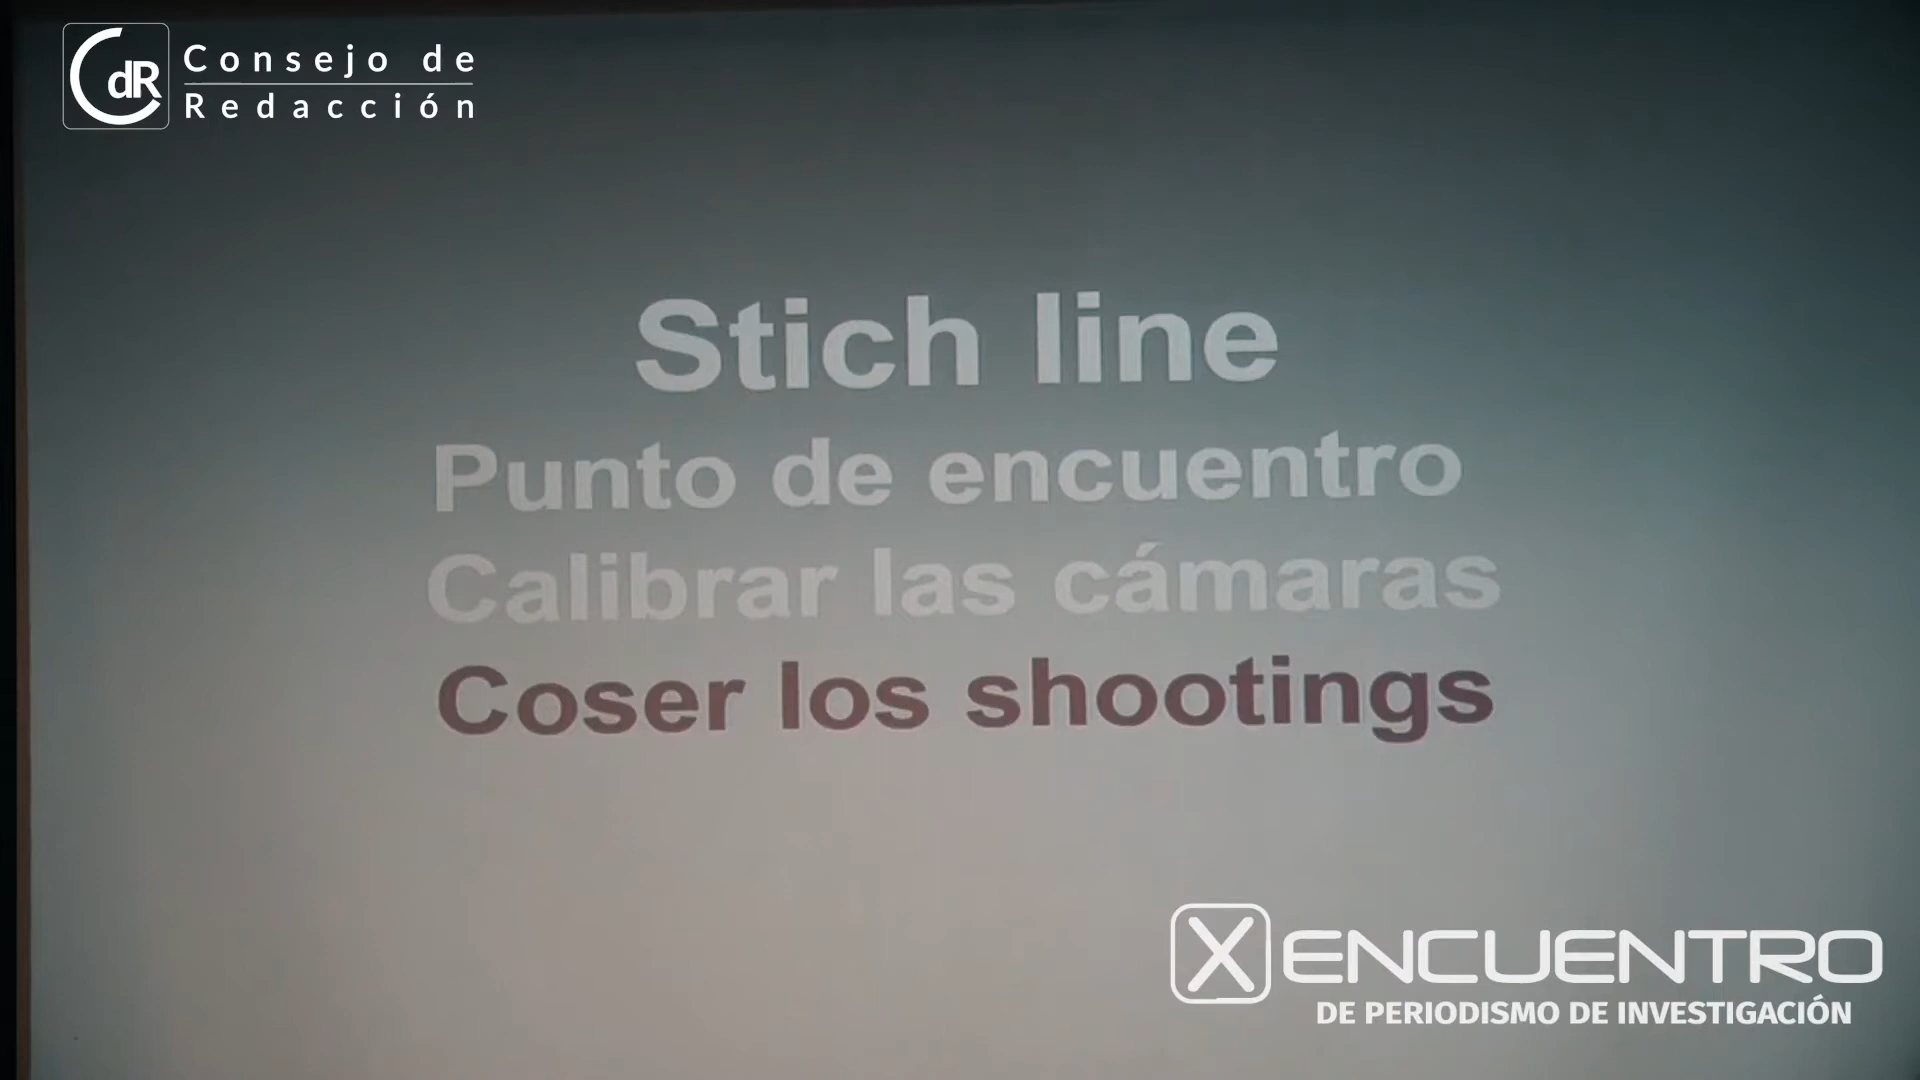 CdR
Consejo de
Redacción
Stich line
Punto de encuentro
Calibrar las cámaras
Coser los shootings
X ENCUENTRO
DE PERIODISMO DE INVESTIGACIÓN